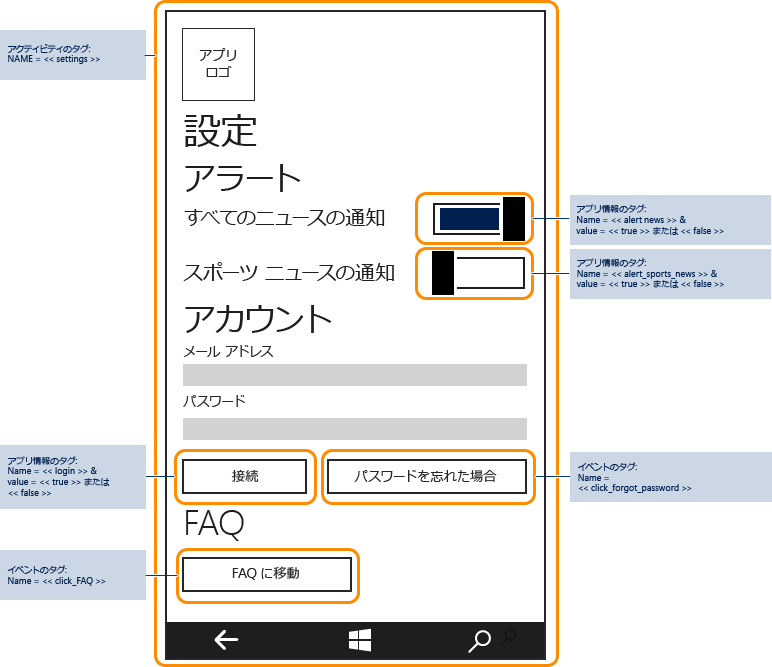 アクティビティのタグ:
NAME = << settings >>
アプリ
ロゴ
設定
アラート
すべてのニュースの通知
アプリ情報のタグ:
Name = << alert news >> &
value = << true >> または << false >>
スポーツ ニュースの通知
アプリ情報のタグ:
Name = << alert_sports_news >> &
value = << true >> または << false >>
アカウント
メール アドレス
パスワード
アプリ情報のタグ:
Name = << login >> &
value = << true >> または
<< false >>
接続
パスワードを忘れた場合
イベントのタグ:
Name =
<< click_forgot_password >>
FAQ
イベントのタグ:
Name = << click_FAQ >>
FAQ に移動